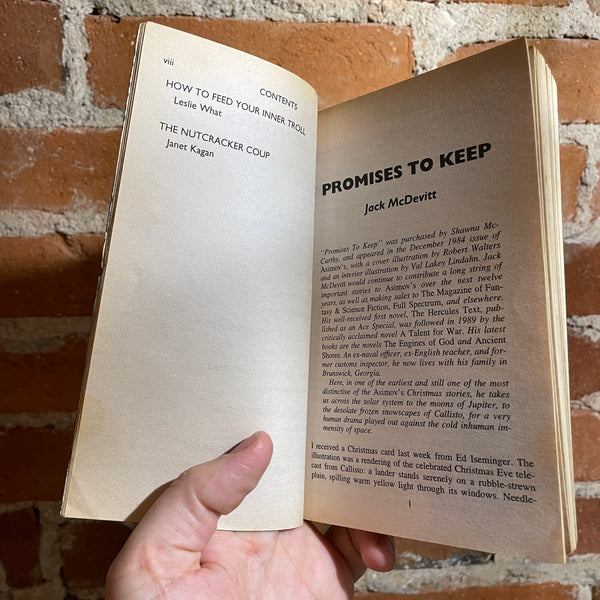 viii
CONTENTS
HOW TO FEED YOUR INNER TROLL
Leslie What
THE NUTCRACKER COUP
Janet Kagan
PROMISES TO KEEP
Jack McDevitt
"Promises To Keep" was purchased by Shawna Mc-
Carthy, and appeared in the December 1984 issue of
Asimov's, with a cover illustration by Robert Walters
and an interior illustration by Val Lakey Lindahn. Jack
McDevitt would continue to contribute a long string of
important stories to Asimov's over the next twelve
years, as well as making sales to The Magazine of Fan-
tasy & Science Fiction, Full Spectrum, and elsewhere.
His well-received first novel, The Hercules Text, pub-
lished as an Ace Special, was followed in 1989 by the
critically acclaimed novel A Talent for War. His latest
books are the novels The Engines of God and Ancient
Shores. An ex-naval officer, ex-English teacher, and for-
mer customs inspector, he now lives with his family in
Brunswick, Georgia.
Here, in one of the earliest and still one of the most
distinctive of the Asimov's Christmas stories, he takes
us across the solar system to the moons of Jupiter, to
the desolate frozen snowscapes of Callisto, for a very
human drama played out against the cold inhuman im-
mensity of space.
I received a Christmas card last week from Ed Iseminger. The
illustration was a rendering of the celebrated Christmas Eve tele-
cast from Callisto: a lander stands serenely on a rubble-strewn
plain, spilling warm yellow light through its windows. Needle-
1